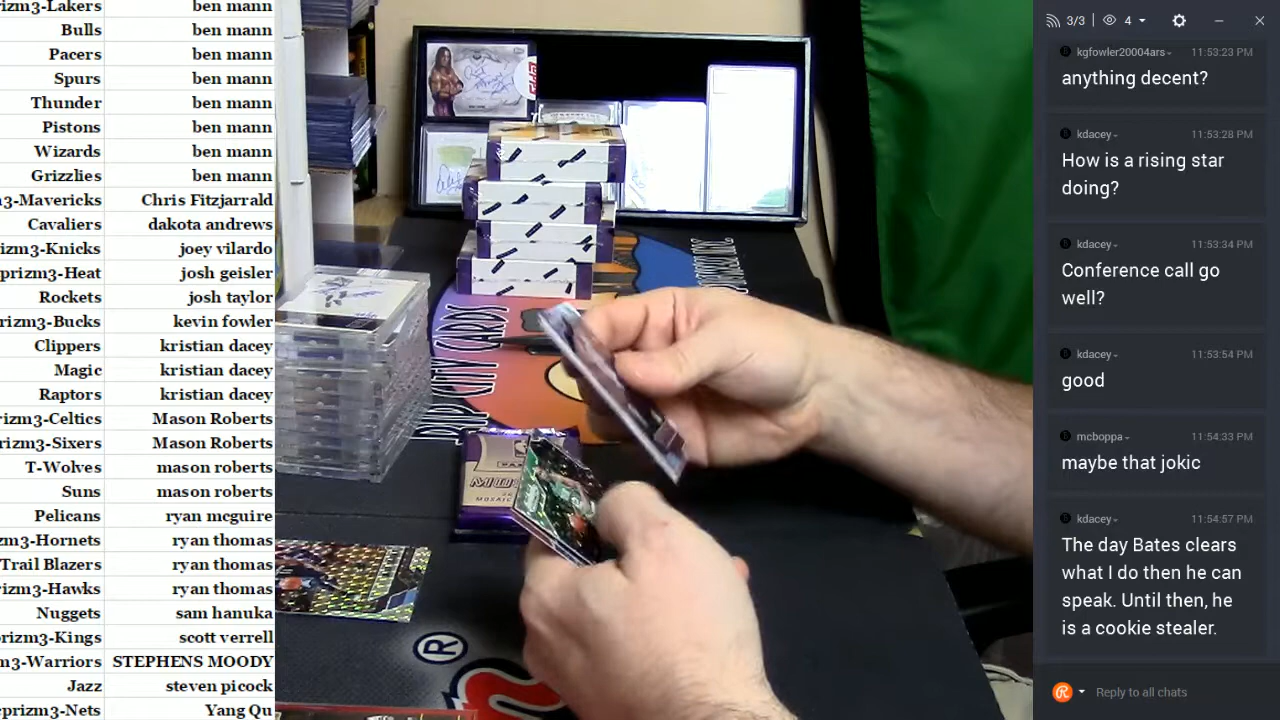 rizm3-Lakers ben mann
Bulls ben mann
Pacers ben mann
Spurs ben mann
Thunder ben mann
Pistons ben mann
Wizards ben mann
Grizzlies ben mann
n3-Mavericks Chris Fitzjarrald
Cavaliers dakota andrews
rizm3-Knicks joey vilardo
prizm3-Heat josh geisler
Rockets josh taylor
rizm3-Bucks kevin fowler
Clippers kristian dacey
Magic kristian dacey
Raptors kristian dacey
rizm3-Celtics Mason Roberts
rizm3-Sixers Mason Roberts
T-Wolves mason roberts
Suns mason roberts
Pelicans ryan mcguire
zm3-Hornets ryan thomas
Trail Blazers ryan thomas
izm3-Hawks ryan thomas
Nuggets sam hanuka
rizm3-Kings scott verrell
m3-Warriors STEPHENS MOODY
Jazz steven picock
cprizm3-Nets Yang Qu
RIP CITY CARDS
®
3/3 4
kgfowler20004ars 11:53:23 PM
anything decent?
kdacey 11:53:28 PM
How is a rising star
doing?
kdacey 11:53:34 PM
Conference call go
well?
kdacey 11:53:54 PM
good
mcboppa 11:54:33 PM
maybe that jokic
kdacey 11:54:57 PM
The day Bates clears
what I do then he can
speak. Until then, he
is a cookie stealer.
Reply to all chats